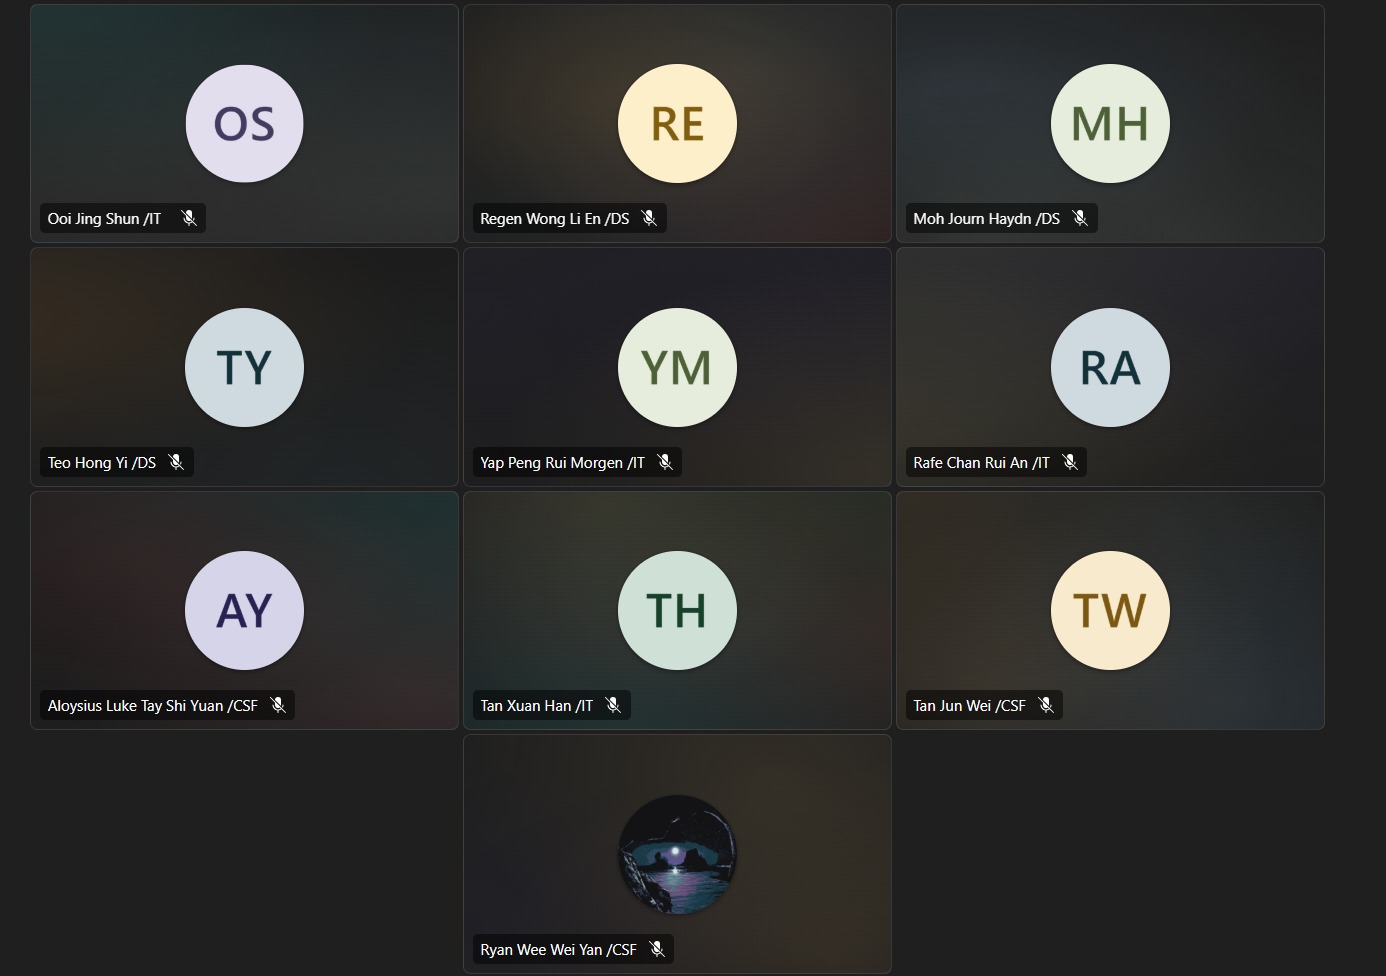 OS
Ooi Jing Shun /IT
RE
Regen Wong Li En /DS
MH
Moh Journ Haydn /DS
TY
Teo Hong Yi /DS
YM
Yap Peng Rui Morgen /IT
RA
Rafe Chan Rui An /IT
AY
Aloysius Luke Tay Shi Yuan /CSF
TH
Tan Xuan Han /IT
TW
Tan Jun Wei /CSF
Ryan Wee Wei Yan /CSF